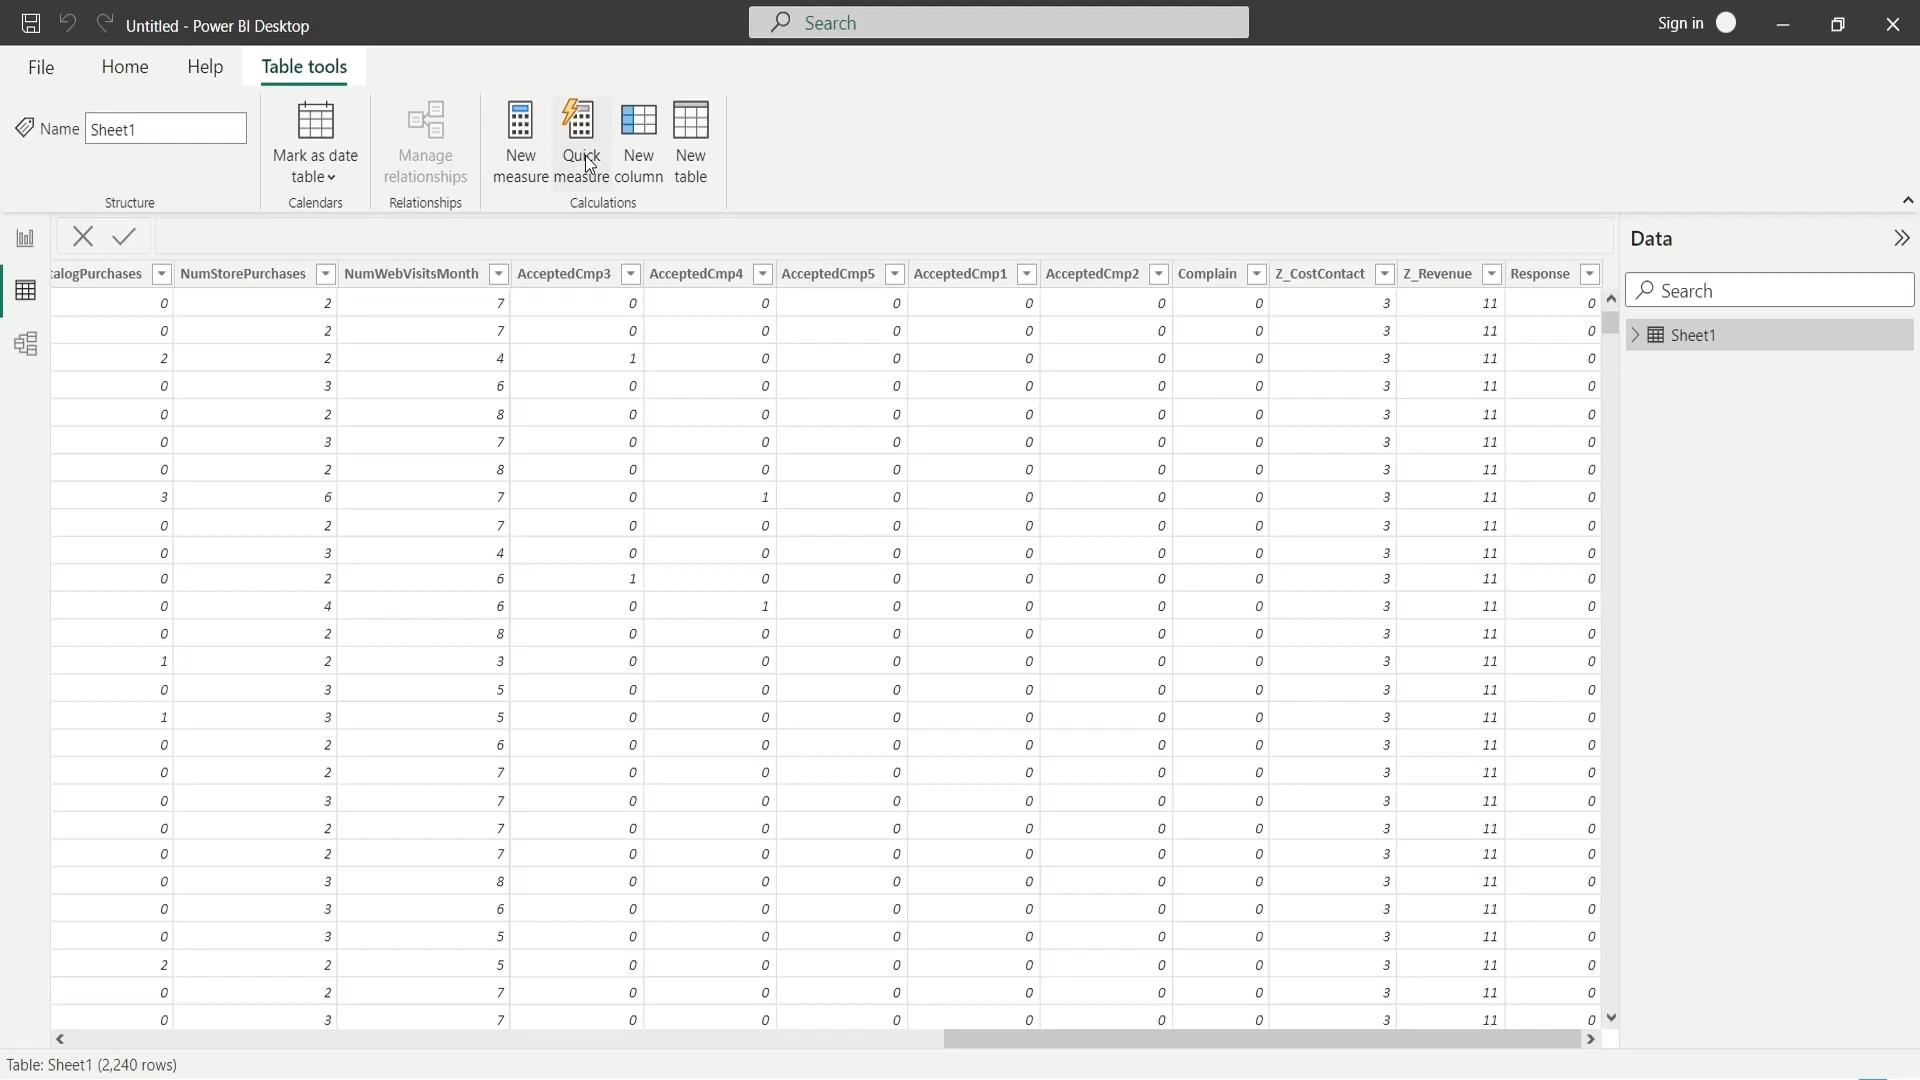 Untitled - Power BI Desktop
Search
Sign in
File Home Help Table tools
Name Sheet1
Mark as date table
Manage relationships
New measure
Quick measure
New column
New table
Structure Calendars Relationships Calculations
Data
Search
Sheet1
talogPurchases NumStorePurchases NumWebVisitsMonth AcceptedCmp3 AcceptedCmp4 AcceptedCmp5 AcceptedCmp1 AcceptedCmp2 Complain Z_CostContact Z_Revenue Response
0 2 7 0 0 0 0 0 0 3 11 0
0 2 7 0 0 0 0 0 0 3 11 0
2 2 4 1 0 0 0 0 0 3 11 0
0 3 6 0 0 0 0 0 0 3 11 0
0 2 8 0 0 0 0 0 0 3 11 0
0 3 7 0 0 0 0 0 0 3 11 0
0 2 8 0 0 0 0 0 0 3 11 0
3 6 7 0 1 0 0 0 0 3 11 0
0 2 7 0 0 0 0 0 0 3 11 0
0 3 4 0 0 0 0 0 0 3 11 0
0 2 6 1 0 0 0 0 0 3 11 0
0 4 6 0 1 0 0 0 0 3 11 0
0 2 8 0 0 0 0 0 0 3 11 0
1 2 3 0 0 0 0 0 0 3 11 0
0 3 5 0 0 0 0 0 0 3 11 0
1 3 5 0 0 0 0 0 0 3 11 0
0 2 6 0 0 0 0 0 0 3 11 0
0 2 7 0 0 0 0 0 0 3 11 0
0 3 7 0 0 0 0 0 0 3 11 0
0 2 7 0 0 0 0 0 0 3 11 0
0 2 7 0 0 0 0 0 0 3 11 0
0 3 8 0 0 0 0 0 0 3 11 0
0 3 6 0 0 0 0 0 0 3 11 0
0 3 5 0 0 0 0 0 0 3 11 0
2 2 5 0 0 0 0 0 0 3 11 0
0 2 7 0 0 0 0 0 0 3 11 0
0 3 7 0 0 0 0 0 0 3 11 0
Table: Sheet1 (2,240 rows)